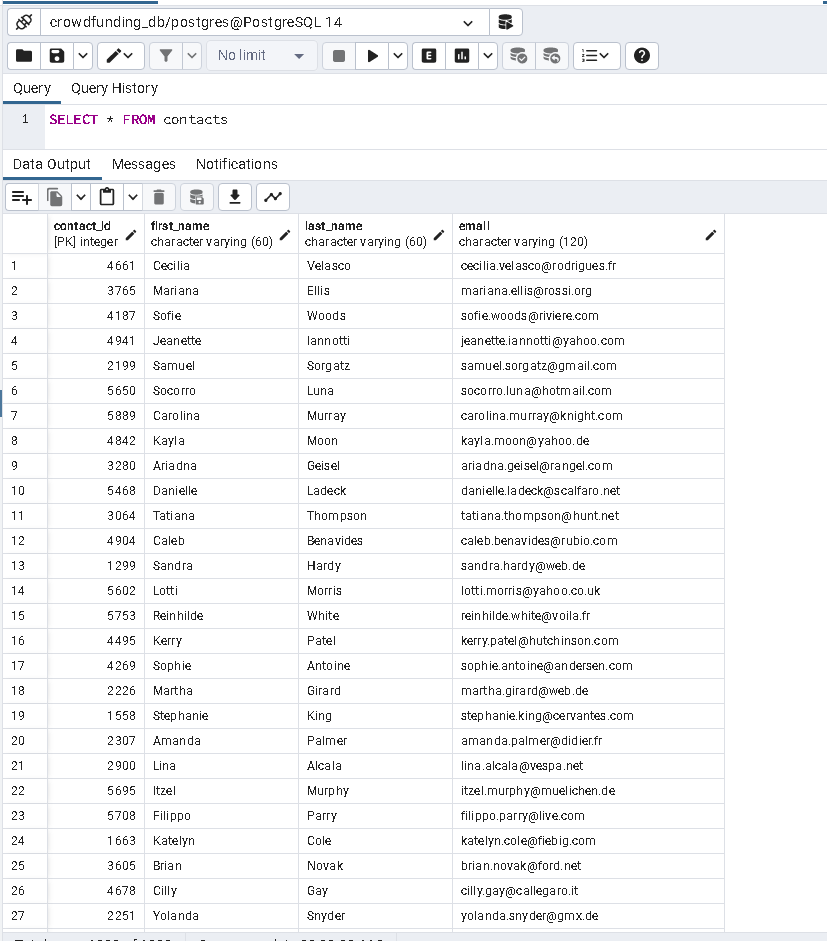 crowdfunding_db/postgres@PostgreSQL 14
No limit
E
Query Query History
1 SELECT * FROM contacts
Data Output Messages Notifications
contact_id first_name last_name email
[PK] integer character varying (60) character varying (60) character varying (120)
1 4661 Cecilia Velasco cecilia.velasco@rodrigues.fr
2 3765 Mariana Ellis mariana.ellis@rossi.org
3 4187 Sofie Woods sofie.woods@riviere.com
4 4941 Jeanette Iannotti jeanette.iannotti@yahoo.com
5 2199 Samuel Sorgatz samuel.sorgatz@gmail.com
6 5650 Socorro Luna socorro.luna@hotmail.com
7 5889 Carolina Murray carolina.murray@knight.com
8 4842 Kayla Moon kayla.moon@yahoo.de
9 3280 Ariadna Geisel ariadna.geisel@rangel.com
10 5468 Danielle Ladeck danielle.ladeck@scalfaro.net
11 3064 Tatiana Thompson tatiana.thompson@hunt.net
12 4904 Caleb Benavides caleb.benavides@rubio.com
13 1299 Sandra Hardy sandra.hardy@web.de
14 5602 Lotti Morris lotti.morris@yahoo.co.uk
15 5753 Reinhilde White reinhilde.white@voila.fr
16 4495 Kerry Patel kerry.patel@hutchinson.com
17 4269 Sophie Antoine sophie.antoine@andersen.com
18 2226 Martha Girard martha.girard@web.de
19 1558 Stephanie King stephanie.king@cervantes.com
20 2307 Amanda Palmer amanda.palmer@didier.fr
21 2900 Lina Alcala lina.alcala@vespa.net
22 5695 Itzel Murphy itzel.murphy@muelichen.de
23 5708 Filippo Parry filippo.parry@live.com
24 1663 Katelyn Cole katelyn.cole@fiebig.com
25 3605 Brian Novak brian.novak@ford.net
26 4678 Cilly Gay cilly.gay@callegaro.it
27 2251 Yolanda Snyder yolanda.snyder@gmx.de